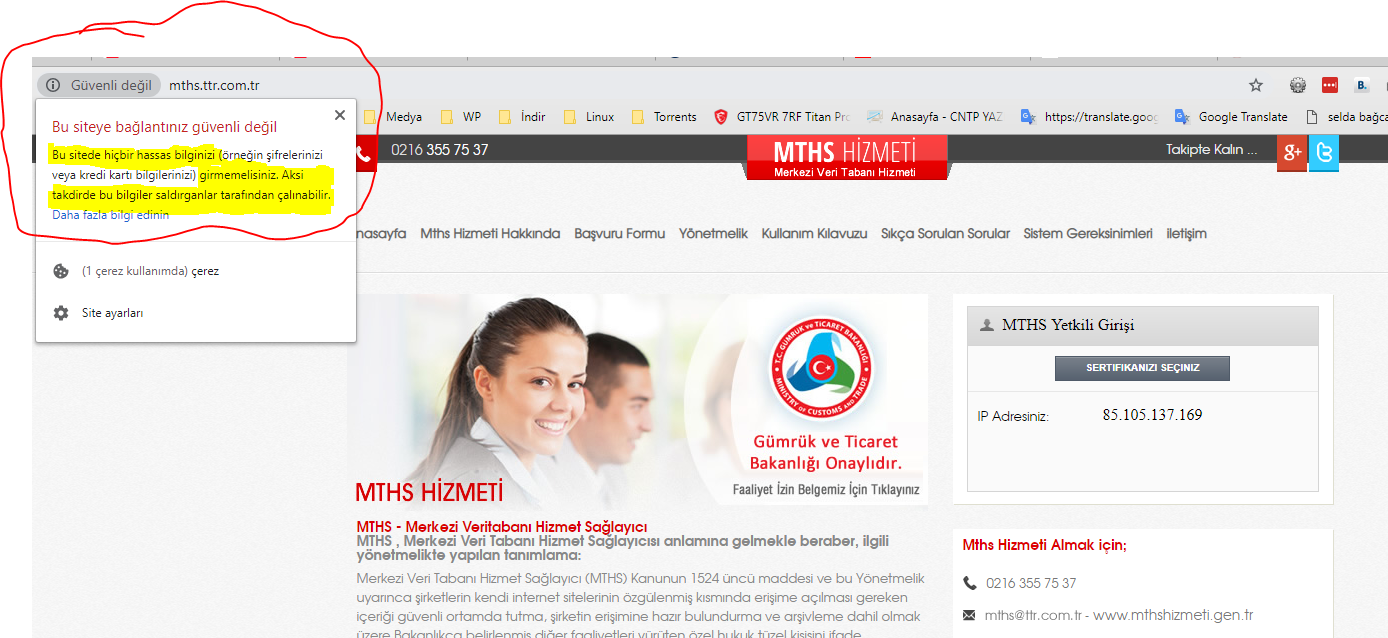 Güvenli değil
mths.ttr.com.tr
B.
Bu siteye bağlantınız güvenli değil
Bu sitede hiçbir hassas bilginizi (örneğin şifrelerinizi
veya kredi kartı bilgilerinizi) girmemelisiniz. Aksi
takdirde bu bilgiler saldırganlar tarafından çalınabilir.
Daha fazla bilgi edinin
(1 çerez kullanımda) çerez
Site ayarları
Medya
WP
İndir
Linux
Torrents
GT75VR 7RF Titan Pro
Anasayfa - CNTP YAZ
https://translate.goog
Google Translate
selda bağca
0216 355 75 37
MTHS HİZMETİ
Merkezi Veri Tabanı Hizmeti
Takipte Kalın ...
g+
nasayfa
Mths Hizmeti Hakkında
Başvuru Formu
Yönetmelik
Kullanım Kılavuzu
Sıkça Sorulan Sorular
Sistem Gereksinimleri
iletişim
T.C. GÜMRÜK ve TİCARET BAKANLIĞI
MINISTRY OF CUSTOMS AND TRADE
Gümrük ve Ticaret
Bakanlığı Onaylıdır.
Faaliyet İzin Belgemiz İçin Tıklayınız
MTHS HİZMETİ
MTHS - Merkezi Veritabanı Hizmet Sağlayıcı
MTHS , Merkezi Veri Tabanı Hizmet Sağlayıcısı anlamına gelmekle beraber, ilgili
yönetmelikte yapılan tanımlama:
Merkezi Veri Tabanı Hizmet Sağlayıcı (MTHS) Kanunun 1524 üncü maddesi ve bu Yönetmelik
uyarınca şirketlerin kendi internet sitelerinin özgülenmiş kısmında erişime açılması gereken
içeriği güvenli ortamda tutma, şirketin erişimine hazır bulundurma ve arşivleme dahil olmak
üzere Bakanlıkça belirlenmiş diğer faaliyetleri yürüten özel hukuk tüzel kişisini ifade
MTHS Yetkili Girişi
SERTIFIKANIZI SEÇINIZ
IP Adresiniz:
85.105.137.169
Mths Hizmeti Almak için;
0216 355 75 37
mths@ttr.com.tr - www.mthshizmeti.gen.tr